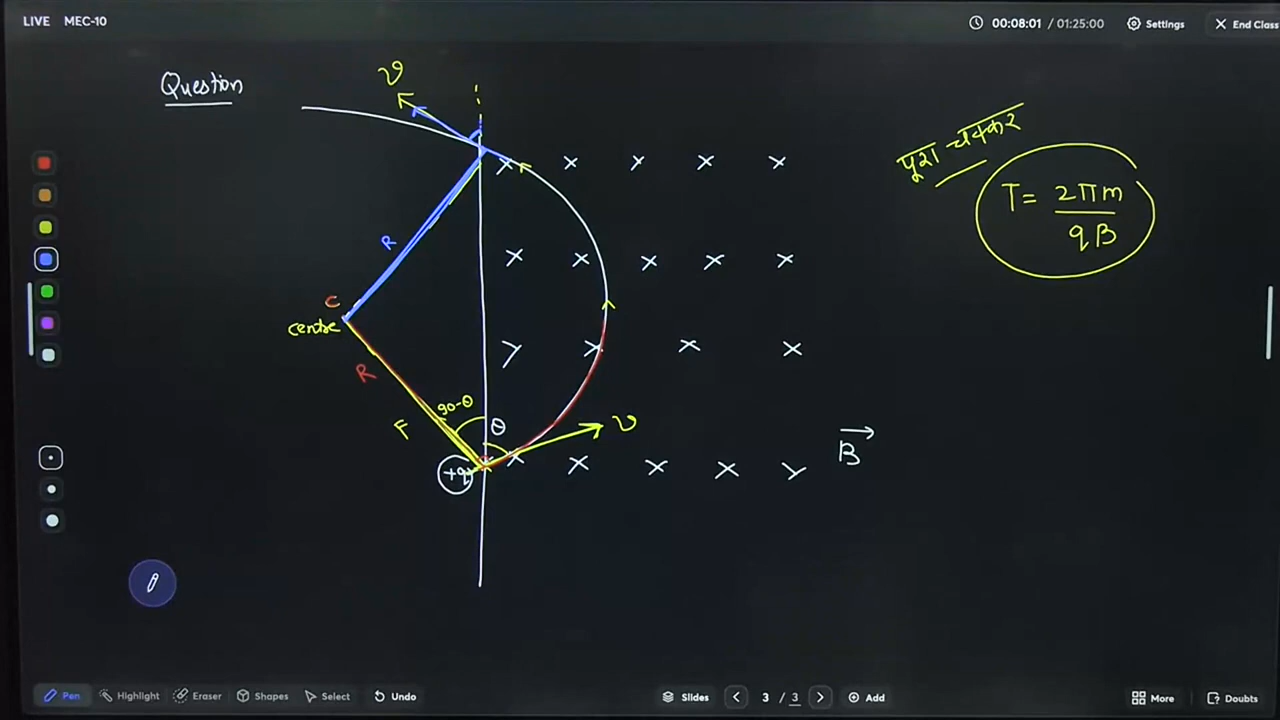 LIVE MEC-10
00:08:01 / 01:25:00 Settings End Class
Question
v
पूरा चक्कर
T = 2πm / qB
R
C
centre
R
90-θ
θ
F
v
+q
B
Pen Highlight Eraser Shapes Select Undo Slides 3 / 3 Add More Doubts